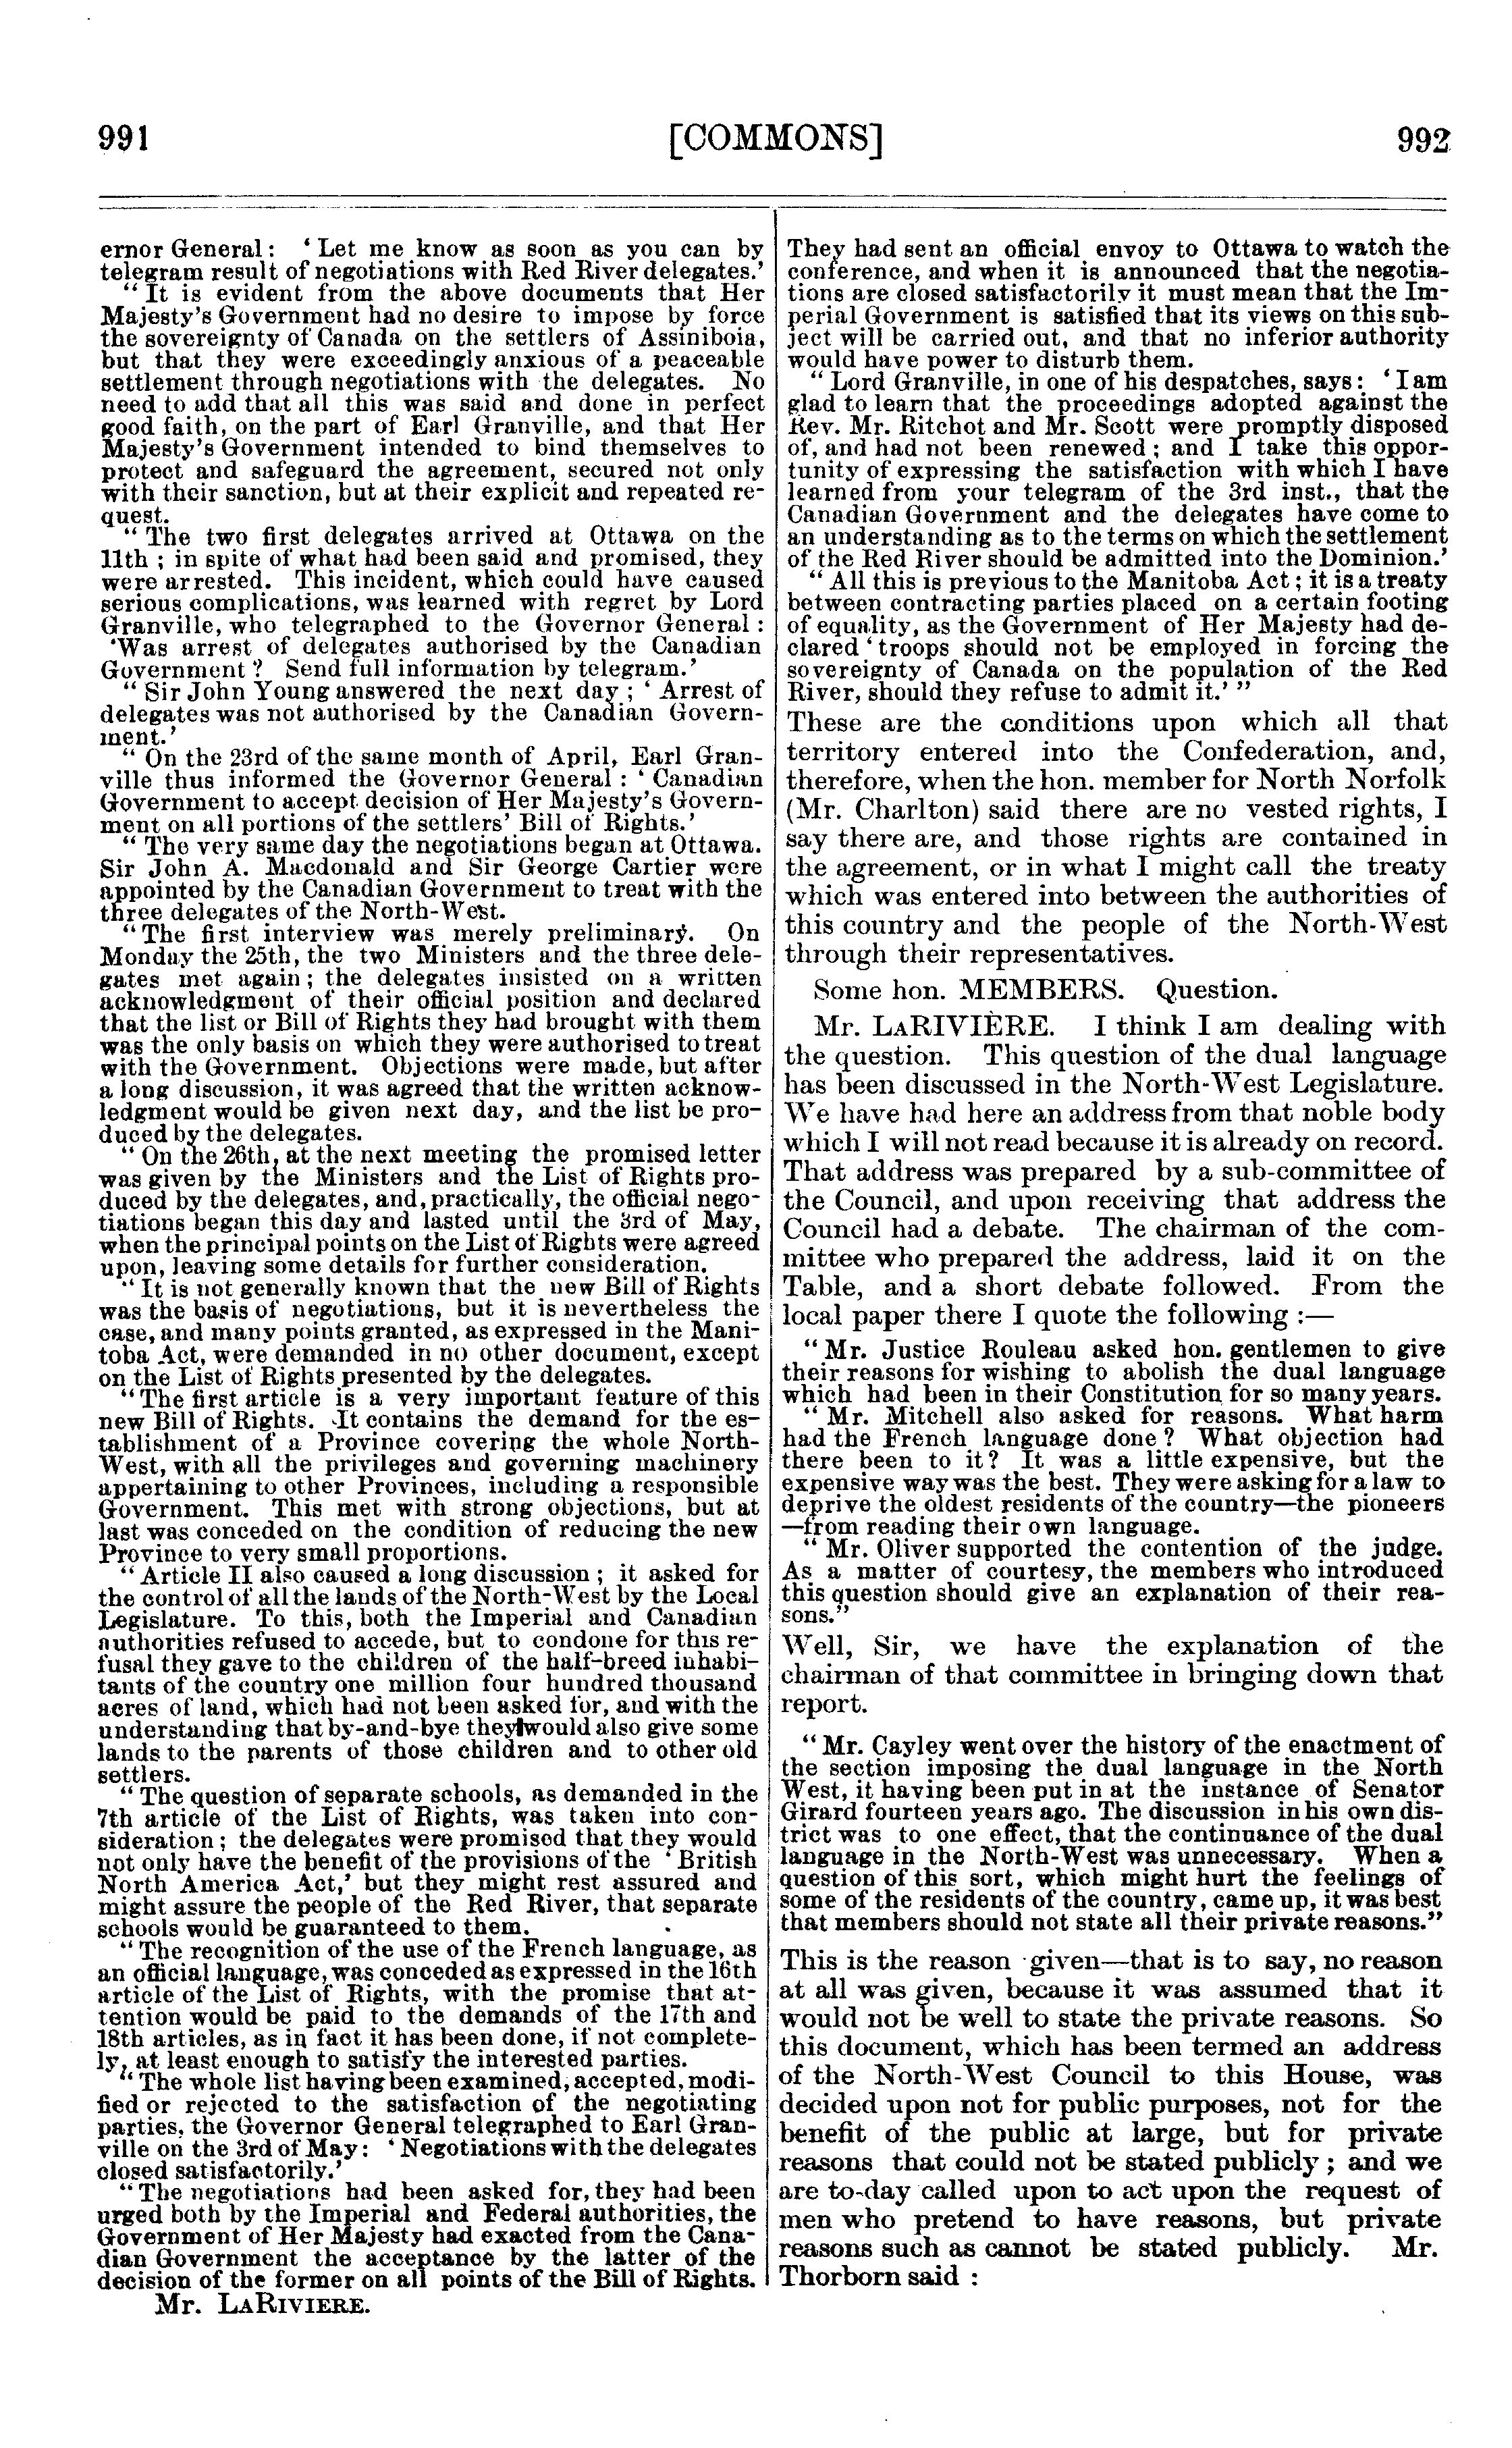 991
[COMMONS]
992
ernor General: ‘Let me know as soon as you can by
telegram result of negotiations with Red River delegates.’
“It is evident from the above documents that Her
Majesty's Government had no desire to impose by force
the sovereignty of Canada on the settlers of Assiniboia,
but that they were exceedingly anxious of a peaceable
settlement through negotiations with the delegates. No
need to add that all this was said and done in perfect
good faith, on the part of Earl Granville, and that Her
Majesty's Government intended to bind themselves to
protect and safeguard the agreement, secured not only
with their sanction, but at their explicit and repeated re-
quest.
“The two first delegates arrived at Ottawa on the
11th; in spite of what had been said and promised, they
were arrested. This incident, which could have caused
serious complications, was learned with regret by Lord
Granville, who telegraphed to the Governor General:
‘Was arrest of delegates authorised by the Canadian
Government? Send full information by telegram.’
“Sir John Young answered the next day; ‘Arrest of
delegates was not authorised by the Canadian Govern-
ment.’
“On the 23rd of the same month of April, Earl Gran-
ville thus informed the Governor General: ‘Canadian
Government to accept decision of Her Majesty's Govern-
ment on all portions of the settlers' Bill of Rights.’
“The very same day the negotiations began at Ottawa.
Sir John A. Macdonald and Sir George Cartier were
appointed by the Canadian Government to treat with the
three delegates of the North-West.
“The first interview was merely preliminary. On
Monday the 25th, the two Ministers and the three dele-
gates met again; the delegates insisted on a written
acknowledgment of their official position and declared
that the list or Bill of Rights they had brought with them
was the only basis on which they were authorised to treat
with the Government. Objections were made, but after
a long discussion, it was agreed that the written acknow-
ledgment would be given next day, and the list be pro-
duced by the delegates.
“On the 26th, at the next meeting the promised letter
was given by the Ministers and the List of Rights pro-
duced by the delegates, and, practically, the official nego-
tiations began this day and lasted until the 3rd of May,
when the principal points on the List of Rights were agreed
upon, leaving some details for further consideration.
“It is not generally known that the new Bill of Rights
was the basis of negotiations, but it is nevertheless the
case, and many points granted, as expressed in the Mani-
toba Act, were demanded in no other document, except
on the List of Rights presented by the delegates.
“The first article is a very important feature of this
new Bill of Rights. It contains the demand for the es-
tablishment of a Province covering the whole North-
West, with all the privileges and governing machinery
appertaining to other Provinces, including a responsible
Government. This met with strong objections, but at
last was conceded on the condition of reducing the new
Province to very small proportions.
“Article II also caused a long discussion; it asked for
the control of all the lands of the North-West by the Local
Legislature. To this, both the Imperial and Canadian
authorities refused to accede, but to condone for this re-
fusal they gave to the children of the half-breed inhabi-
tants of the country one million four hundred thousand
acres of land, which had not been asked for, and with the
understanding that by-and-bye they would also give some
lands to the parents of those children and to other old
settlers.
“The question of separate schools, as demanded in the
7th article of the List of Rights, was taken into con-
sideration; the delegates were promised that they would
not only have the benefit of the provisions of the ‘British
North America Act,’ but they might rest assured and
might assure the people of the Red River, that separate
schools would be guaranteed to them.
“The recognition of the use of the French language, as
an official language, was conceded as expressed in the 16th
article of the List of Rights, with the promise that at-
tention would be paid to the demands of the 17th and
18th articles, as in fact it has been done, if not complete-
ly, at least enough to satisfy the interested parties.
“The whole list having been examined, accepted, modi-
fied or rejected to the satisfaction of the negotiating
parties, the Governor General telegraphed to Earl Gran-
ville on the 3rd of May: ‘Negotiations with the delegates
closed satisfactorily.’
“The negotiations had been asked for, they had been
urged both by the Imperial and Federal authorities, the
Government of Her Majesty had exacted from the Cana-
dian Government the acceptance by the latter of the
decision of the former on all points of the Bill of Rights.
Mr. LARIVIERE.
They had sent an official envoy to Ottawa to watch the
conference, and when it is announced that the negotia-
tions are closed satisfactorily it must mean that the Im-
perial Government is satisfied that its views on this sub-
ject will be carried out, and that no inferior authority
would have power to disturb them.
“Lord Granville, in one of his despatches, says: ‘I am
glad to learn that the proceedings adopted against the
Rev. Mr. Ritchot and Mr. Scott were promptly disposed
of, and had not been renewed; and I take this oppor-
tunity of expressing the satisfaction with which I have
learned from your telegram of the 3rd inst., that the
Canadian Government and the delegates have come to
an understanding as to the terms on which the settlement
of the Red River should be admitted into the Dominion.’
“All this is previous to the Manitoba Act; it is a treaty
between contracting parties placed on a certain footing
of equality, as the Government of Her Majesty had de-
clared ‘troops should not be employed in forcing the
sovereignty of Canada on the population of the Red
River, should they refuse to admit it.’”
These are the conditions upon which all that
territory entered into the Confederation, and,
therefore, when the hon. member for North Norfolk
(Mr. Charlton) said there are no vested rights, I
say there are, and those rights are contained in
the agreement, or in what I might call the treaty
which was entered into between the authorities of
this country and the people of the North-West
through their representatives.
Some hon. MEMBERS. Question.
Mr. LARIVIÈRE. I think I am dealing with
the question. This question of the dual language
has been discussed in the North-West Legislature.
We have had here an address from that noble body
which I will not read because it is already on record.
That address was prepared by a sub-committee of
the Council, and upon receiving that address the
Council had a debate. The chairman of the com-
mittee who prepared the address, laid it on the
Table, and a short debate followed. From the
local paper there I quote the following:—
“Mr. Justice Rouleau asked hon. gentlemen to give
their reasons for wishing to abolish the dual language
which had been in their Constitution for so many years.
“Mr. Mitchell also asked for reasons. What harm
had the French language done? What objection had
there been to it? It was a little expensive, but the
expensive way was the best. They were asking for a law to
deprive the oldest residents of the country—the pioneers
—from reading their own language.
“Mr. Oliver supported the contention of the judge.
As a matter of courtesy, the members who introduced
this question should give an explanation of their rea-
sons.”
Well, Sir, we have the explanation of the
chairman of that committee in bringing down that
report.
“Mr. Cayley went over the history of the enactment of
the section imposing the dual language in the North
West, it having been put in at the instance of Senator
Girard fourteen years ago. The discussion in his own dis-
trict was to one effect, that the continuance of the dual
language in the North-West was unnecessary. When a
question of this sort, which might hurt the feelings of
some of the residents of the country, came up, it was best
that members should not state all their private reasons.”
This is the reason given—that is to say, no reason
at all was given, because it was assumed that it
would not be well to state the private reasons. So
this document, which has been termed an address
of the North-West Council to this House, was
decided upon not for public purposes, not for the
benefit of the public at large, but for private
reasons that could not be stated publicly; and we
are to-day called upon to act upon the request of
men who pretend to have reasons, but private
reasons such as cannot be stated publicly. Mr.
Thorborn said: